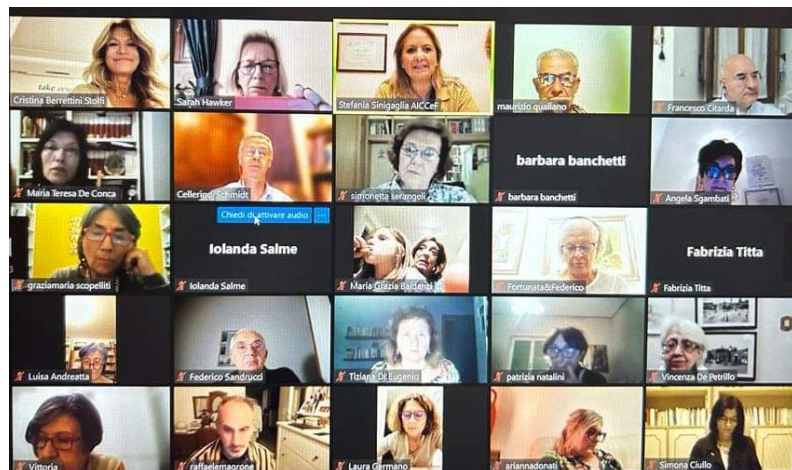 take
Cristina Berrettini Stolfi
Sarah Hawker
Stefania Sinigaglia AICCeF
maurizio qualiano
Francesco Citarda
Maria Teresa De Conca
Cellerino/Schmidt
simonetta serangeli
barbara banchetti
barbara banchetti
Angela Sgambati
graziamaria scopelliti
Chiedi di attivare audio ...
Iolanda Salme
Iolanda Salme
Maria Grazia Baldanzi
Fortunata&Federico
Fabrizia Titta
Fabrizia Titta
Luisa Andreatta
Federico Sandrucci
Tiziana Di Eugenio
patrizia natalini
Vincenza De Petrillo
Vittoria
raffaelemagrone
Laura Germano
ariannadonati
Simona Ciullo